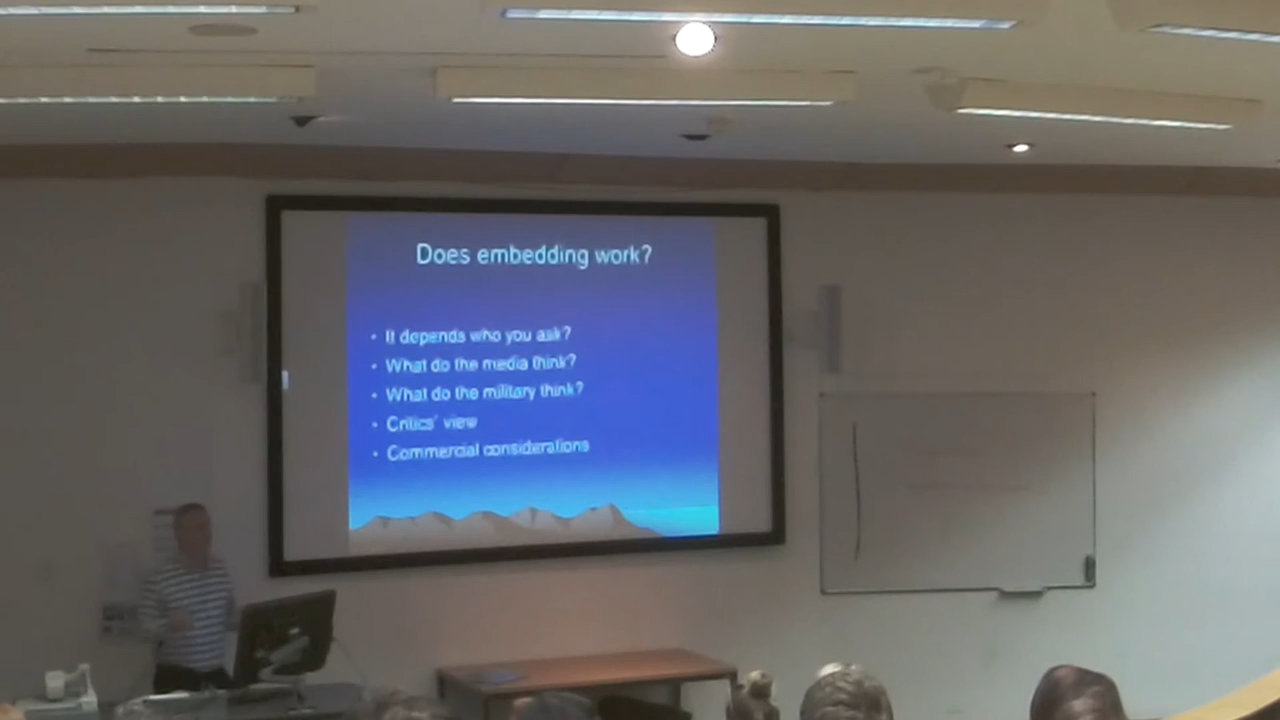 Does embedding work?
• It depends who you ask?
• What do the media think?
• What do the military think?
• Critics' view
• Commercial considerations